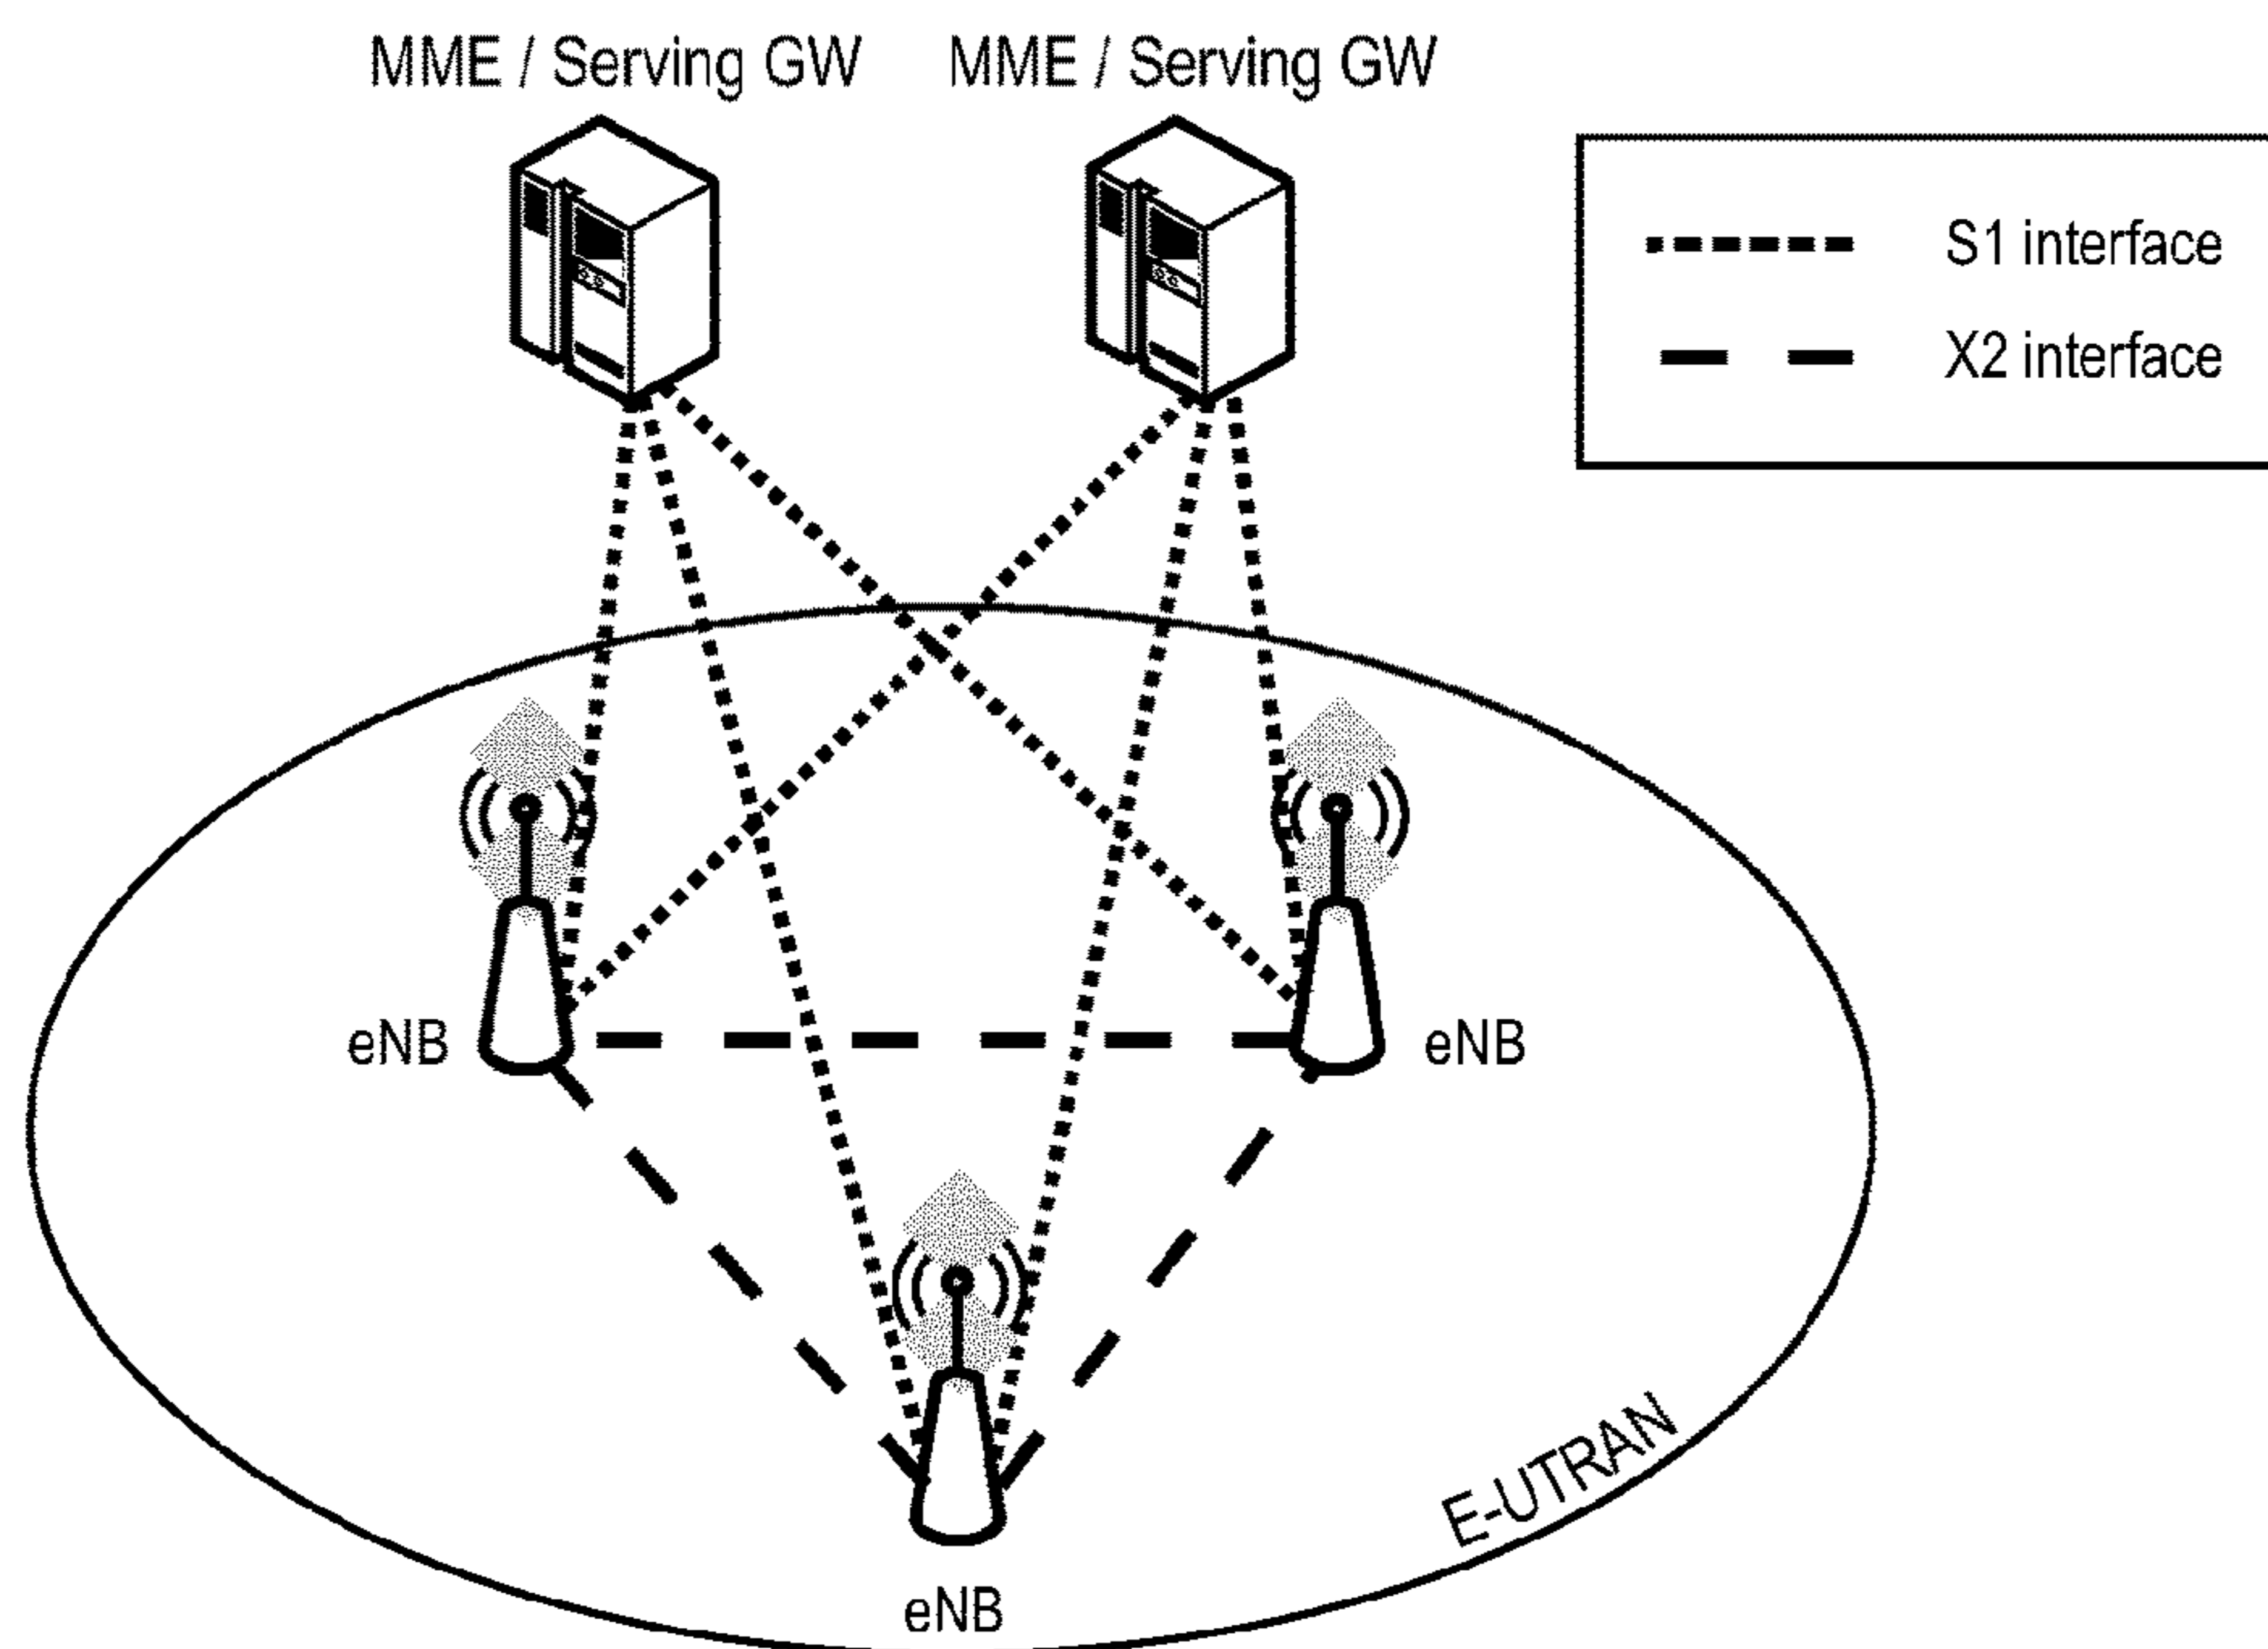 MME / Serving GW
MME / Serving GW
S1 interface
X2 interface
eNB
eNB
E-UTRAN
eNB